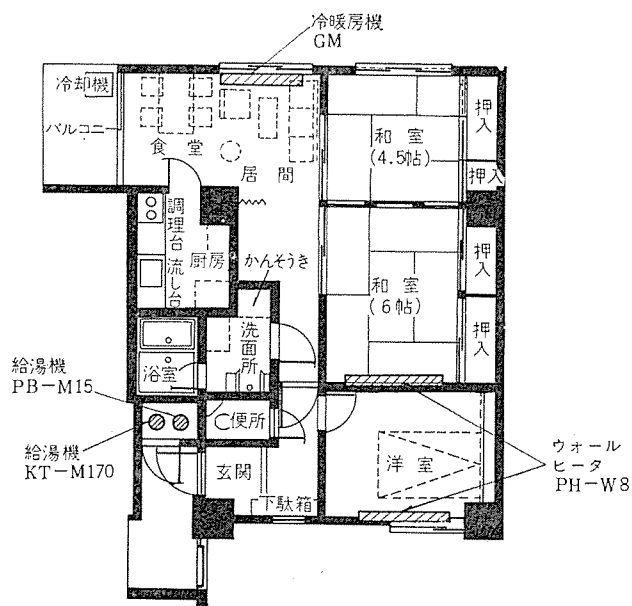 冷暖房機
GM
冷却機
バルコニー
食堂
居間
和室
(4.5帖)
押入
押入
調理台
流し台
厨房
かんそうき
和室
(6帖)
押入
押入
洗面所
浴室
給湯機
PB-M15
給湯機
KT-M170
便所
玄関
下駄箱
洋室
ウォール
ヒータ
PH-W8